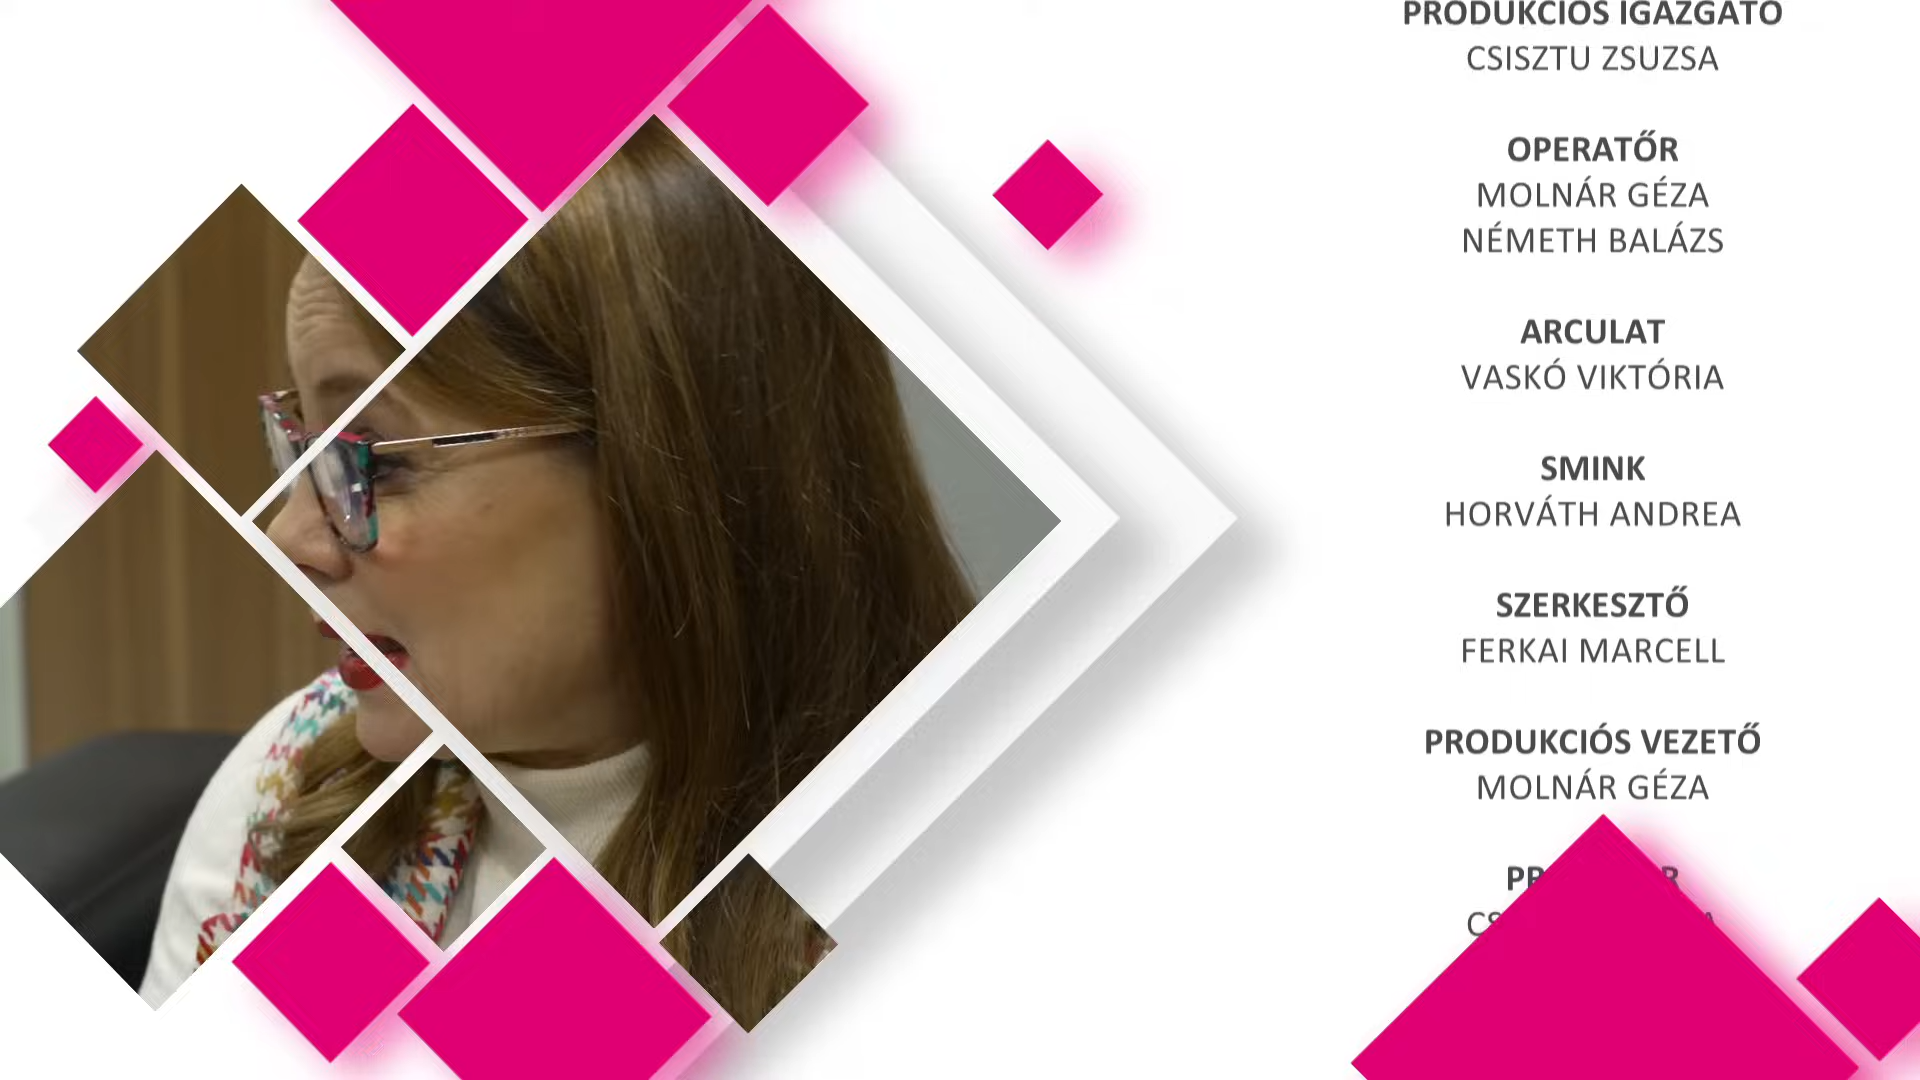 PRODUKCIÓS IGAZGATÓ
CSISZTU ZSUZSA
OPERATŐR
MOLNÁR GÉZA
NÉMETH BALÁZS
ARCULAT
VASKÓ VIKTÓRIA
SMINK
HORVÁTH ANDREA
SZERKESZTŐ
FERKAI MARCELL
PRODUKCIÓS VEZETŐ
MOLNÁR GÉZA